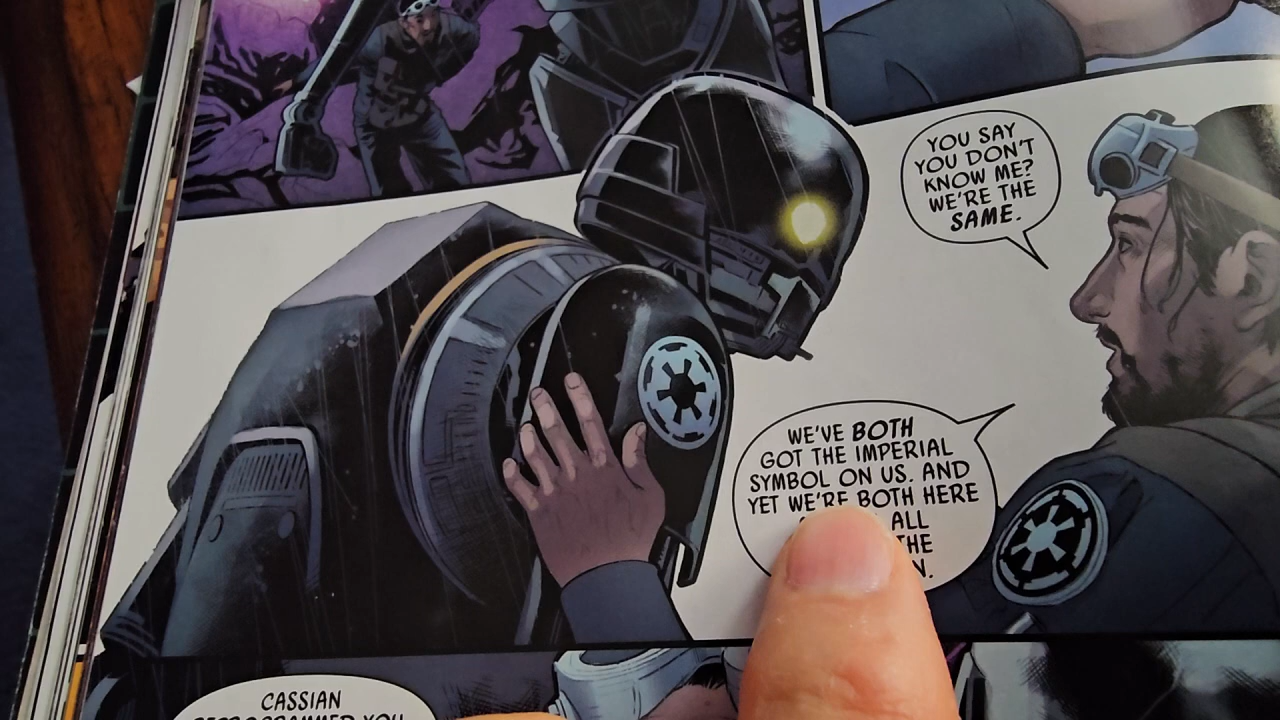 YOU SAY
YOU DON'T
KNOW ME?
WE'RE THE
SAME.
WE'VE BOTH
GOT THE IMPERIAL
SYMBOL ON US. AND
YET WE'RE BOTH HERE
ALL
THE
CASSIAN
YOU